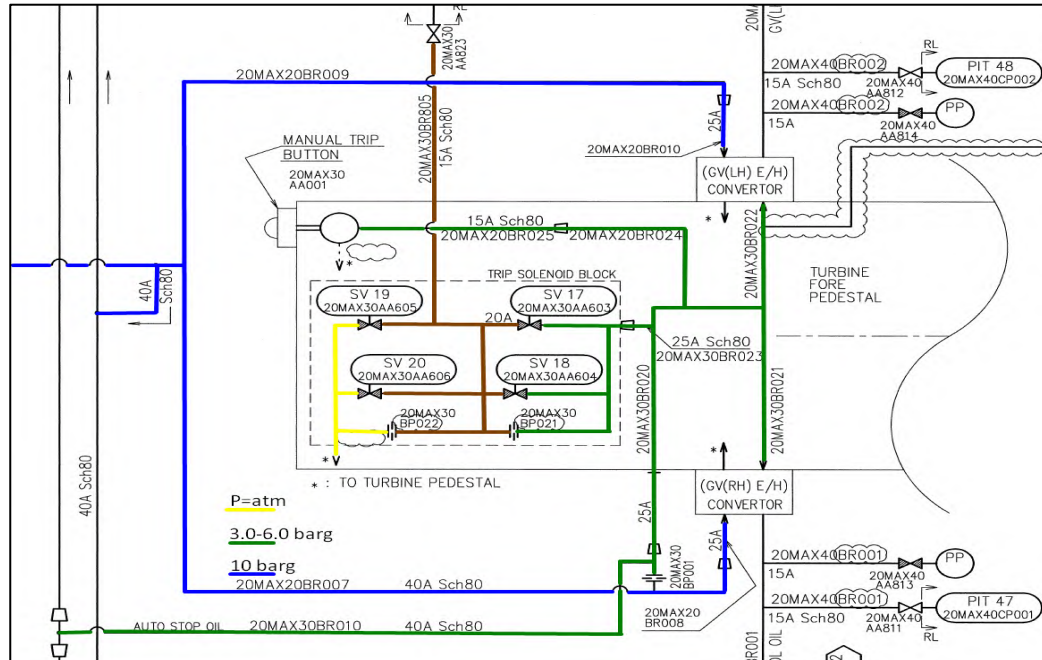 RL
20MAX30
AA823
20MAX20BR009
20MAX30BR805
15A Sch80
MANUAL TRIP
BUTTON
20MAX30
AA001
25A
20MAX20BR010
(GV(LH) E/H)
CONVERTOR
GV(L
20MAX40BR002
15A Sch80
20MAX40
AA812
RL
PIT 48
20MAX40CP002
20MAX40BR002
15A
20MAX40
AA814
PP
*
15A Sch80
20MAX20BR025
20MAX20BR024
*
20MAX30BR022
TURBINE
FORE
PEDESTAL
40A
Sch80
TRIP SOLENOID BLOCK
SV 19
20MAX30AA605
SV 17
20MAX30AA603
20A
SV 20
20MAX30AA606
SV 18
20MAX30AA604
20MAX30
BP022
20MAX30
BP021
25A Sch80
20MAX30BR023
20MAX30BR020
20MAX30BR021
*
* : TO TURBINE PEDESTAL
*
40A Sch80
P=atm
3.0-6.0 barg
10 barg
25A
20MAX30
BP001
25A
(GV(RH) E/H)
CONVERTOR
20MAX20BR007
40A Sch80
20MAX20
BR008
AUTO STOP OIL
20MAX30BR010
40A Sch80
20MAX40BR001
15A
20MAX40
AA813
PP
20MAX40BR001
15A Sch80
20MAX40
AA811
RL
PIT 47
20MAX40CP001
BR001
OL OIL